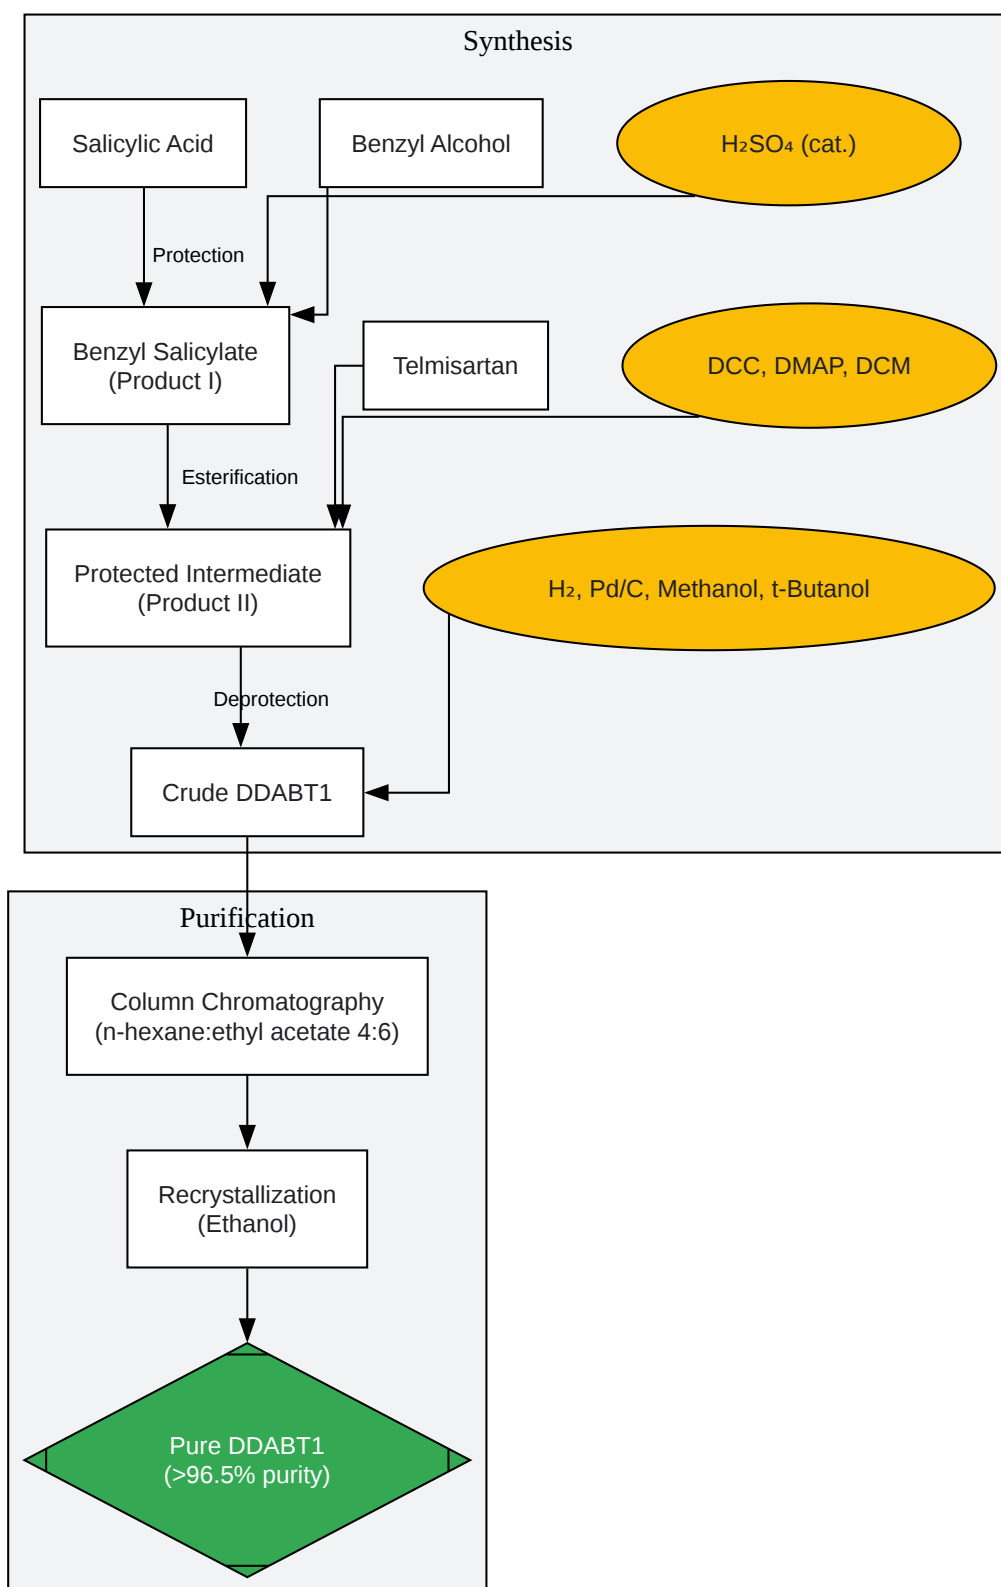 Synthesis
Salicylic Acid
Benzyl Alcohol
H₂SO₄ (cat.)
Protection
Benzyl Salicylate
(Product I)
Telmisartan
DCC, DMAP, DCM
Esterification
Protected Intermediate
(Product II)
H₂, Pd/C, Methanol, t-Butanol
Deprotection
Crude DDABT1
Purification
Column Chromatography
(n-hexane:ethyl acetate 4:6)
Recrystallization
(Ethanol)
Pure DDABT1
(>96.5% purity)